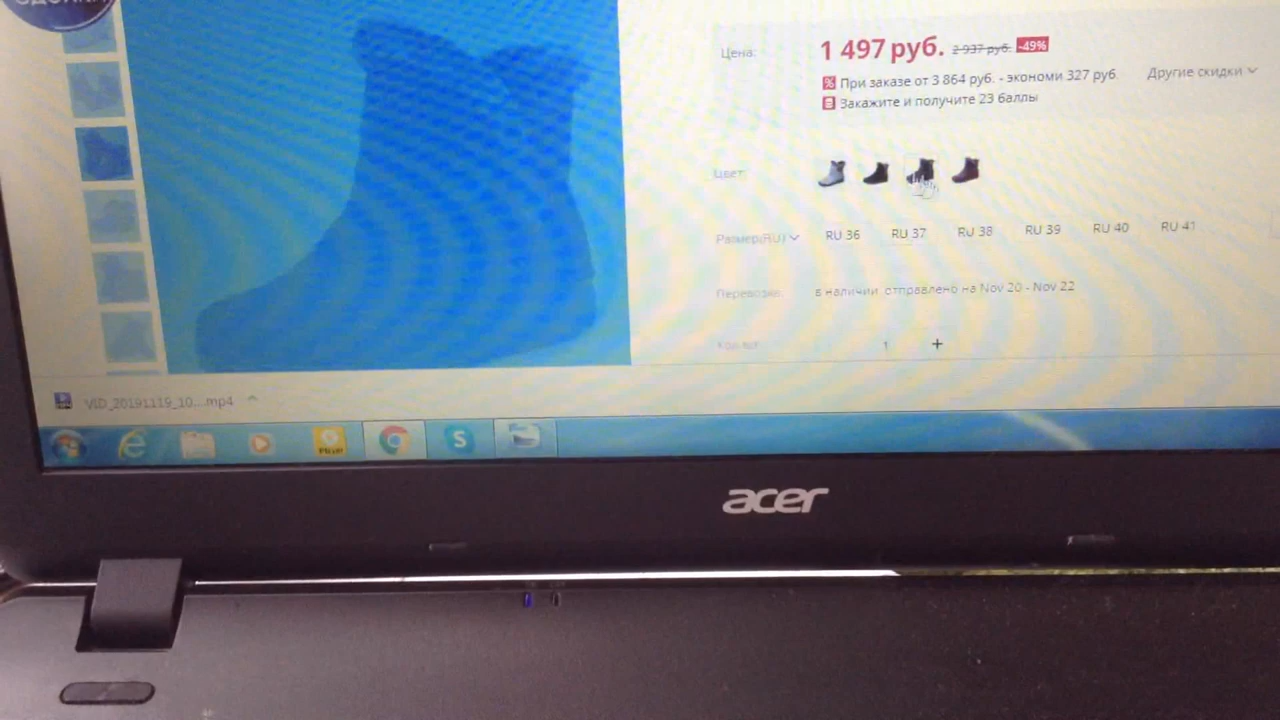 Цена:
1 497 руб. 2 937 руб. -49%
При заказе от 3 864 руб. - экономи 327 руб
Другие скидки
Закажите и получите 23 баллы
Цвет:
Размер(RU) RU 36 RU 37 RU 38 RU 39 RU 40 RU 41
Перевозка: в наличии, отправлено на Nov 20 - Nov 22
1 +
VID_20191119_10....mp4
S
acer